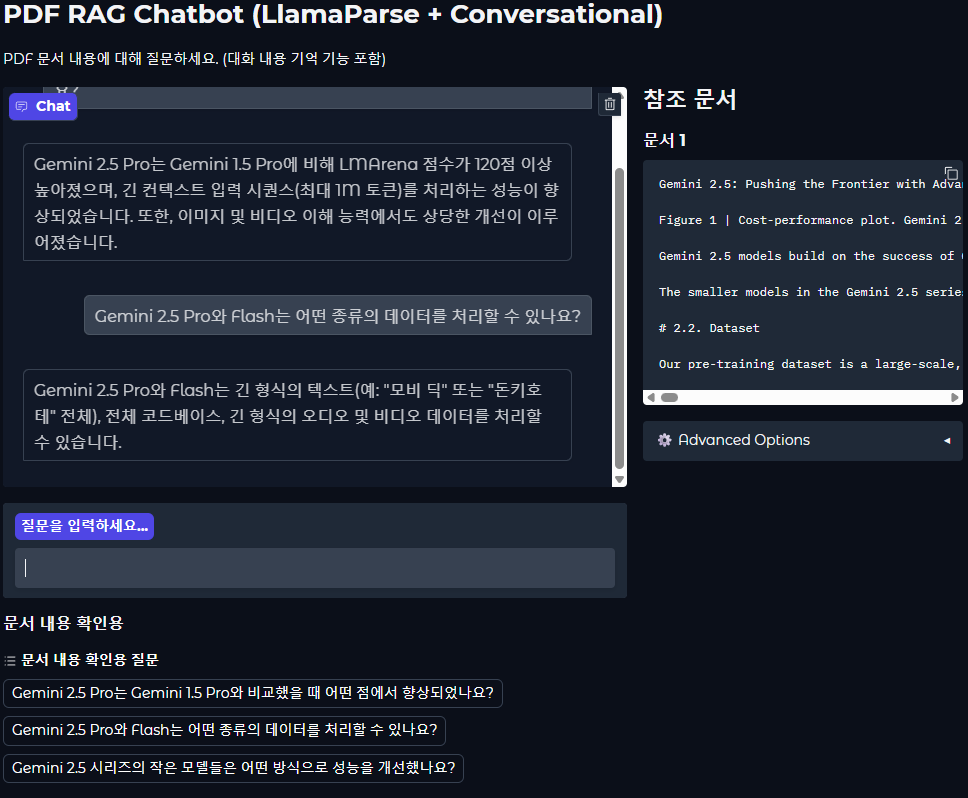 PDF RAG Chatbot (LlamaParse + Conversational)
PDF 문서 내용에 대해 질문하세요. (대화 내용 기억 기능 포함)
Chat
Gemini 2.5 Pro는 Gemini 1.5 Pro에 비해 LMArena 점수가 120점 이상
높아졌으며, 긴 컨텍스트 입력 시퀀스(최대 1M 토큰)를 처리하는 성능이 향
상되었습니다. 또한, 이미지 및 비디오 이해 능력에서도 상당한 개선이 이루
어졌습니다.
Gemini 2.5 Pro와 Flash는 어떤 종류의 데이터를 처리할 수 있나요?
Gemini 2.5 Pro와 Flash는 긴 형식의 텍스트(예: "모비 딕" 또는 "돈키호
테" 전체), 전체 코드베이스, 긴 형식의 오디오 및 비디오 데이터를 처리할
수 있습니다.
질문을 입력하세요...
문서 내용 확인용
문서 내용 확인용 질문
Gemini 2.5 Pro는 Gemini 1.5 Pro와 비교했을 때 어떤 점에서 향상되었나요?
Gemini 2.5 Pro와 Flash는 어떤 종류의 데이터를 처리할 수 있나요?
Gemini 2.5 시리즈의 작은 모델들은 어떤 방식으로 성능을 개선했나요?
참조 문서
문서 1
Gemini 2.5: Pushing the Frontier with
Figure 1 | Cost-performance plot. Gemini
Gemini 2.5 models build on the success of
The smaller models in the Gemini 2.5
# 2.2. Dataset
Our pre-training dataset is a large-scale,
Advanced Options